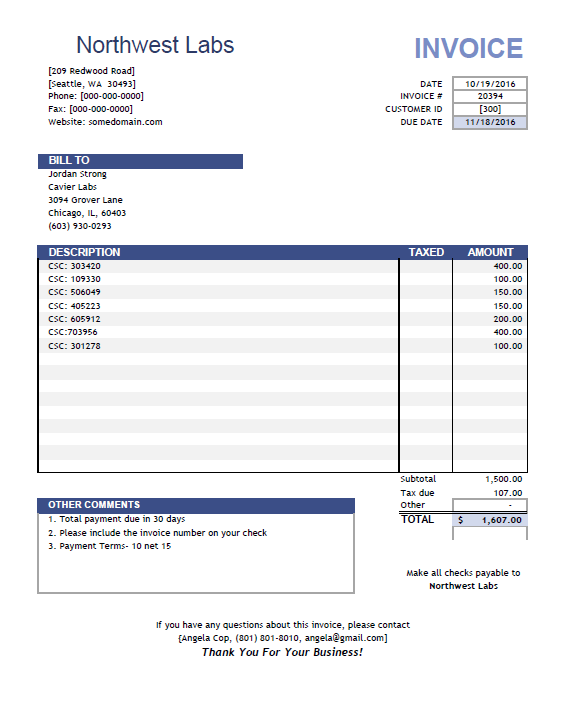 Northwest Labs
INVOICE
[209 Redwood Road]
[Seattle, WA  30493]
Phone: [000-000-0000]
Fax: [000-000-0000]
Website: somedomain.com
DATE 10/19/2016
INVOICE # 20394
CUSTOMER ID [300]
DUE DATE 11/18/2016
BILL TO
Jordan Strong
Cavier Labs
3094 Grover Lane
Chicago, IL, 60403
(603) 930-0293
DESCRIPTION TAXED AMOUNT
CSC: 303420 400.00
CSC: 109330 100.00
CSC: 506049 150.00
CSC: 405223 150.00
CSC: 605912 200.00
CSC:703956 400.00
CSC: 301278 100.00
Subtotal 1,500.00
Tax due 107.00
Other -
TOTAL $ 1,607.00
OTHER COMMENTS
1. Total payment due in 30 days
2. Please include the invoice number on your check
3. Payment Terms- 10 net 15
Make all checks payable to
Northwest Labs
If you have any questions about this invoice, please contact
{Angela Cop, (801) 801-8010, angela@gmail.com]
Thank You For Your Business!